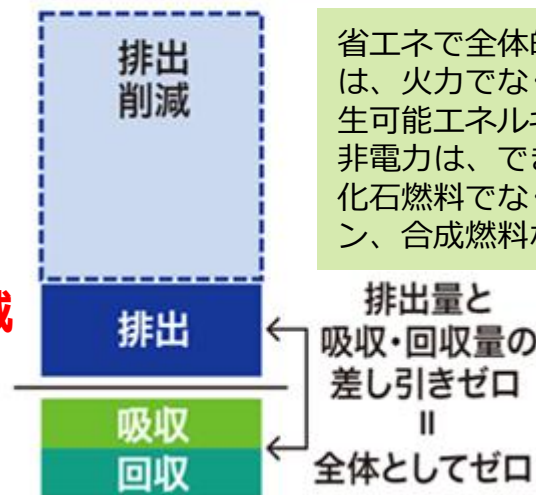 排出
削減
省エネで全体的
は、火力でなく
生可能エネルギ
非電力は、でき
化石燃料でなく
ン、合成燃料な
減
排出
排出量と
吸収・回収量の
差し引きゼロ
=
全体としてゼロ
吸収
回収